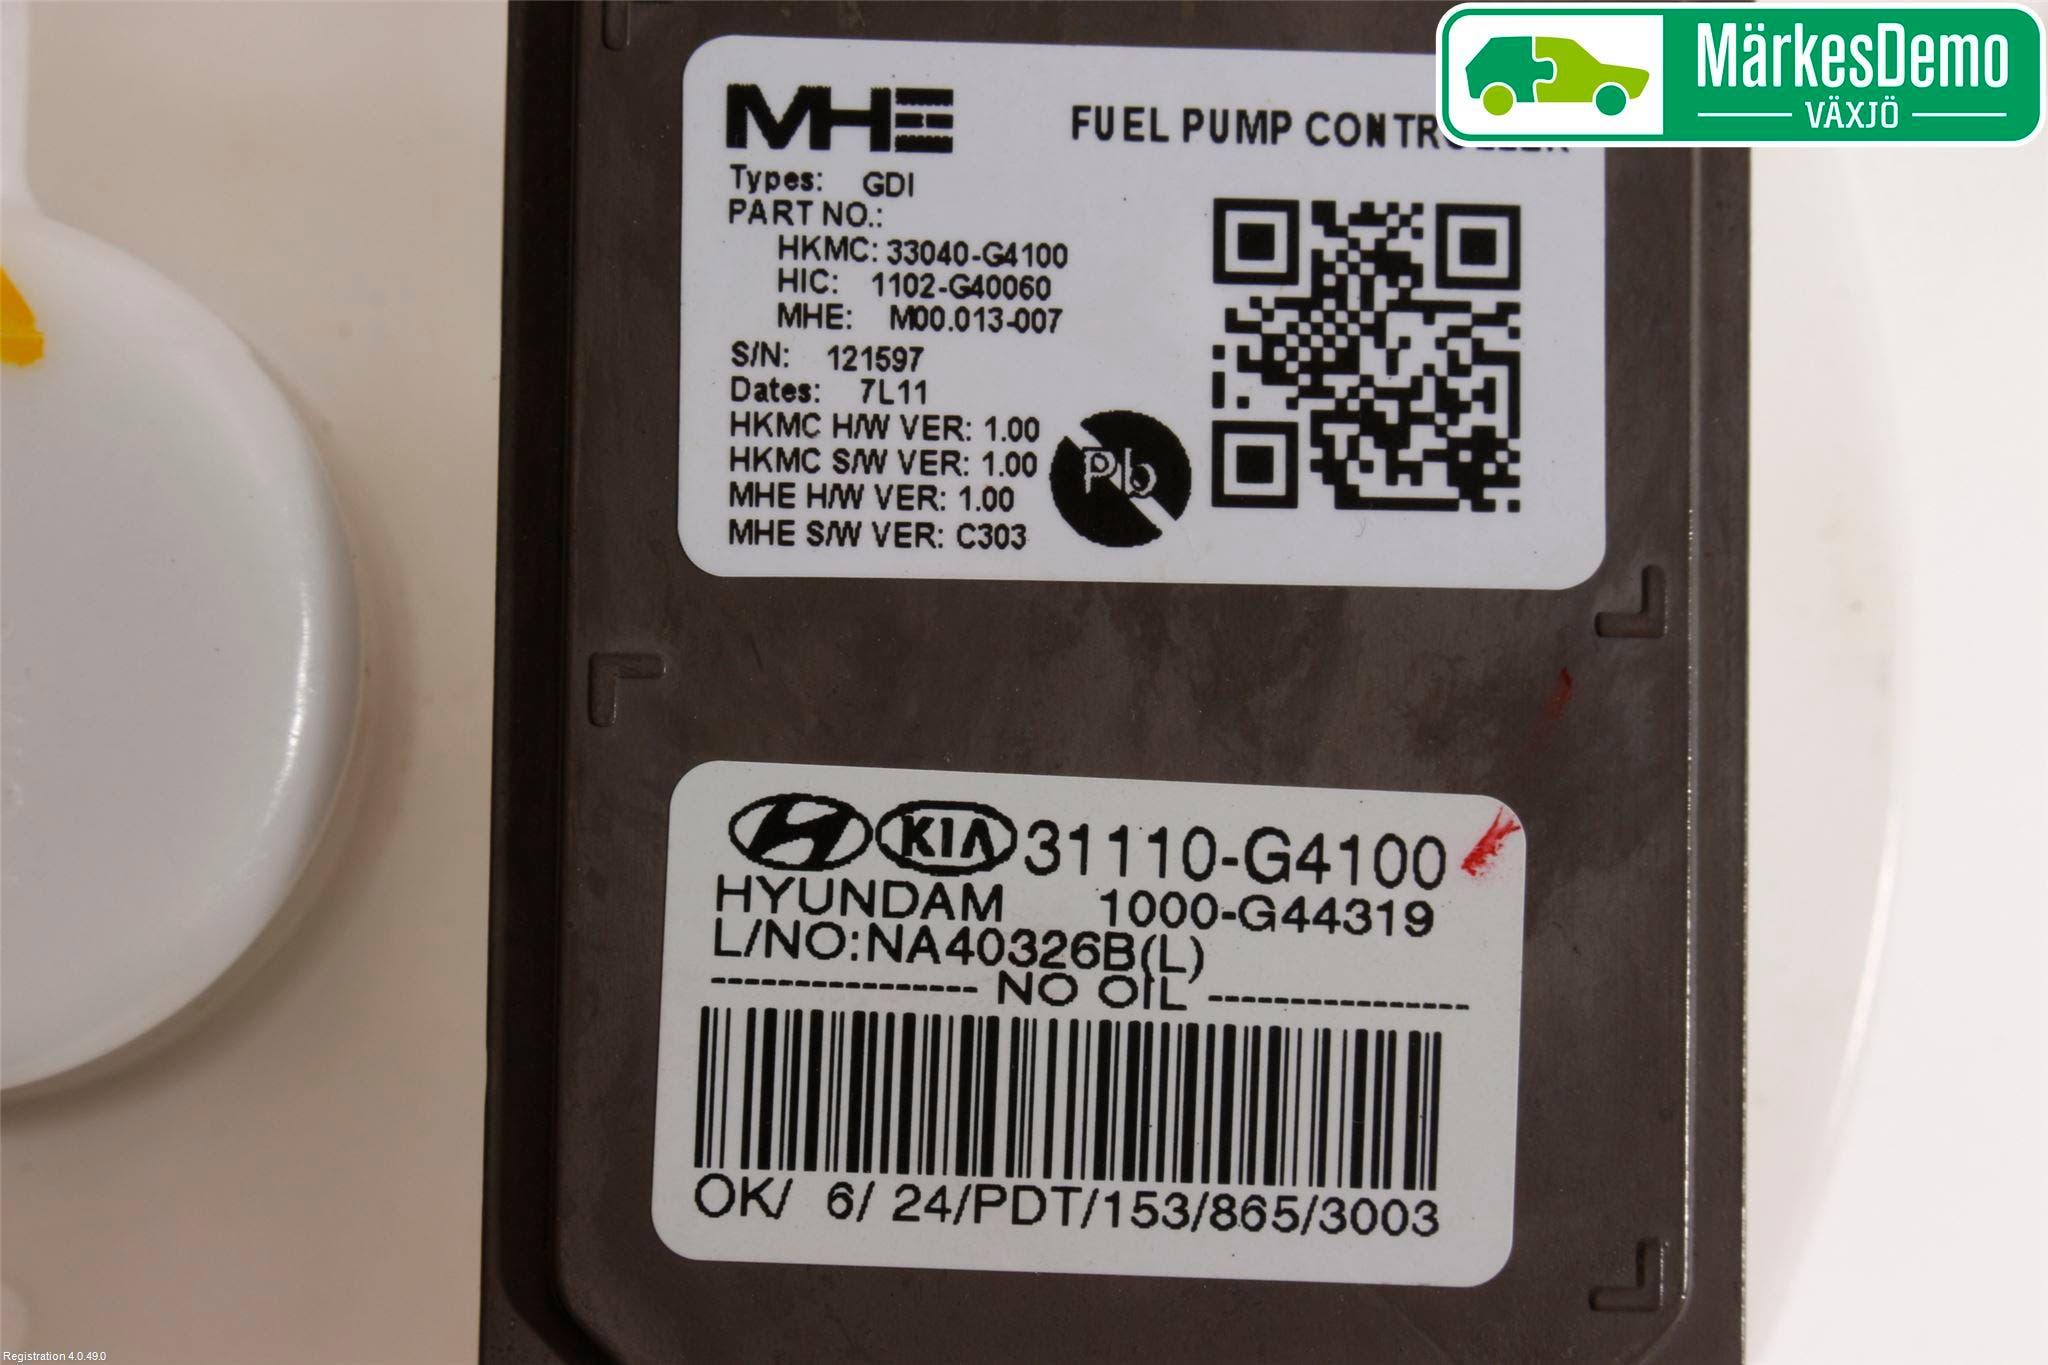 MärkesDemo
VÄXJÖ
MHE
FUEL PUMP CONTROLLER
Types: GDI
PART NO.:
HKMC: 33040-G4100
HIC: 1102-G40060
MHE: M00.013-007
S/N: 121597
Dates: 7L11
HKMC H/W VER: 1.00
HKMC S/W VER: 1.00
MHE H/W VER: 1.00
MHE S/W VER: C303
Pb
KIA 31110-G4100
HYUNDAM 1000-G44319
L/NO:NA40326B(L)
----------------- NO OIL -----------------
OK/ 6/ 24/PDT/153/865/3003
Registration 4.0.49.0